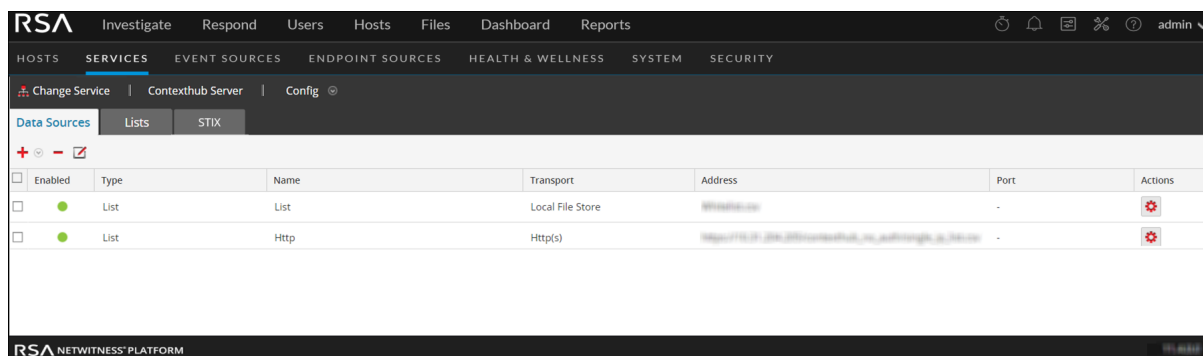 RSA Investigate Respond Users Hosts Files Dashboard Reports admin
HOSTS SERVICES EVENT SOURCES ENDPOINT SOURCES HEALTH & WELLNESS SYSTEM SECURITY
Change Service | Contexthub Server | Config
Data Sources Lists STIX
Enabled Type Name Transport Address Port Actions
List List Local File Store -
List Http Http(s) -
RSA NETWITNESS® PLATFORM